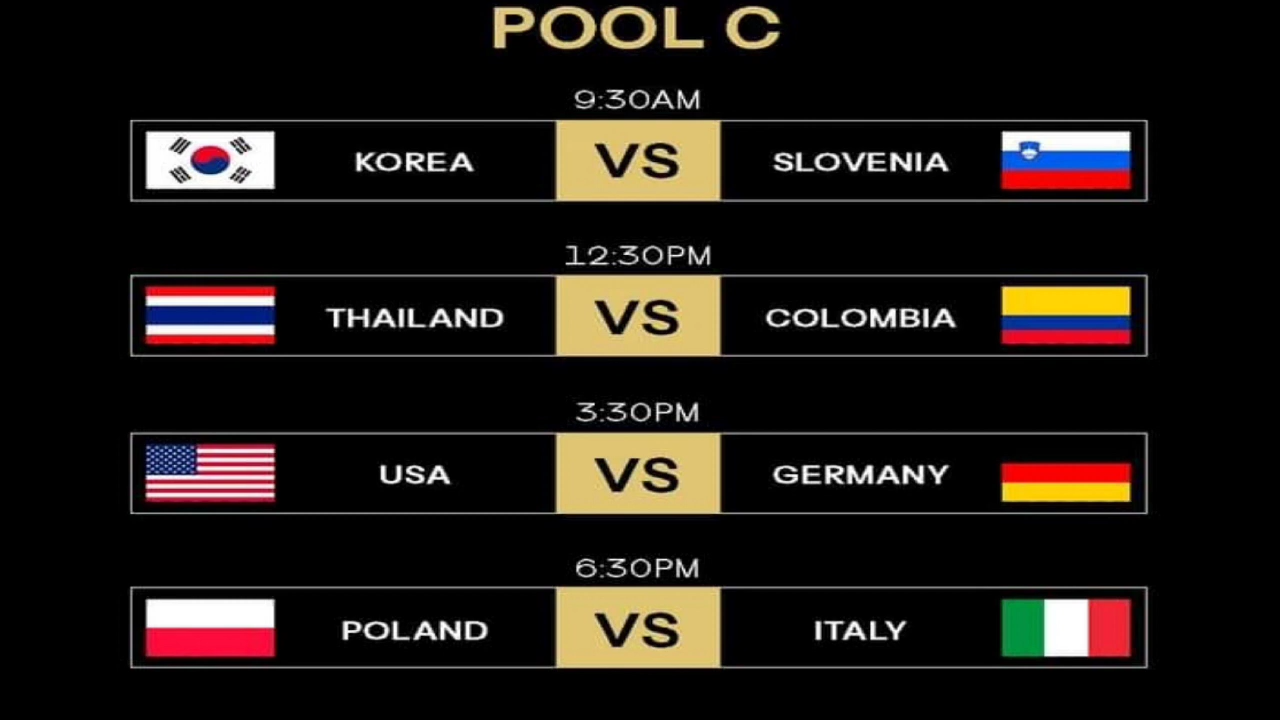 POOL C
9:30AM
KOREA VS SLOVENIA
12:30PM
THAILAND VS COLOMBIA
3:30PM
USA VS GERMANY
6:30PM
POLAND VS ITALY